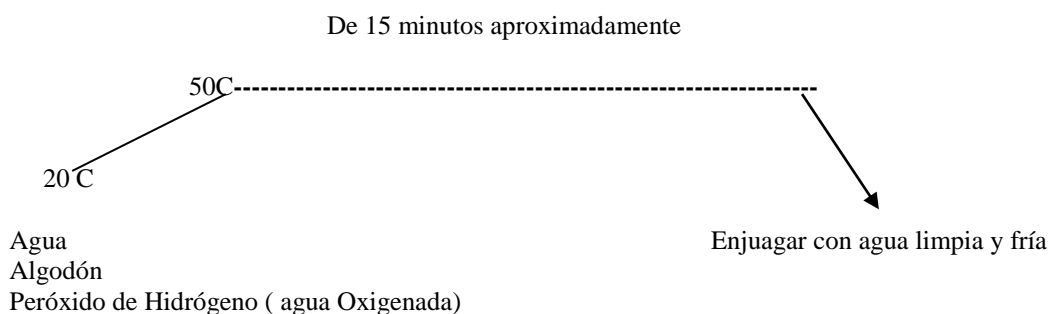 De 15 minutos aproximadamente
50C
20 C
Agua
Enjuagar con agua limpia y fría
Algodón
Peróxido de Hidrógeno ( agua Oxigenada)